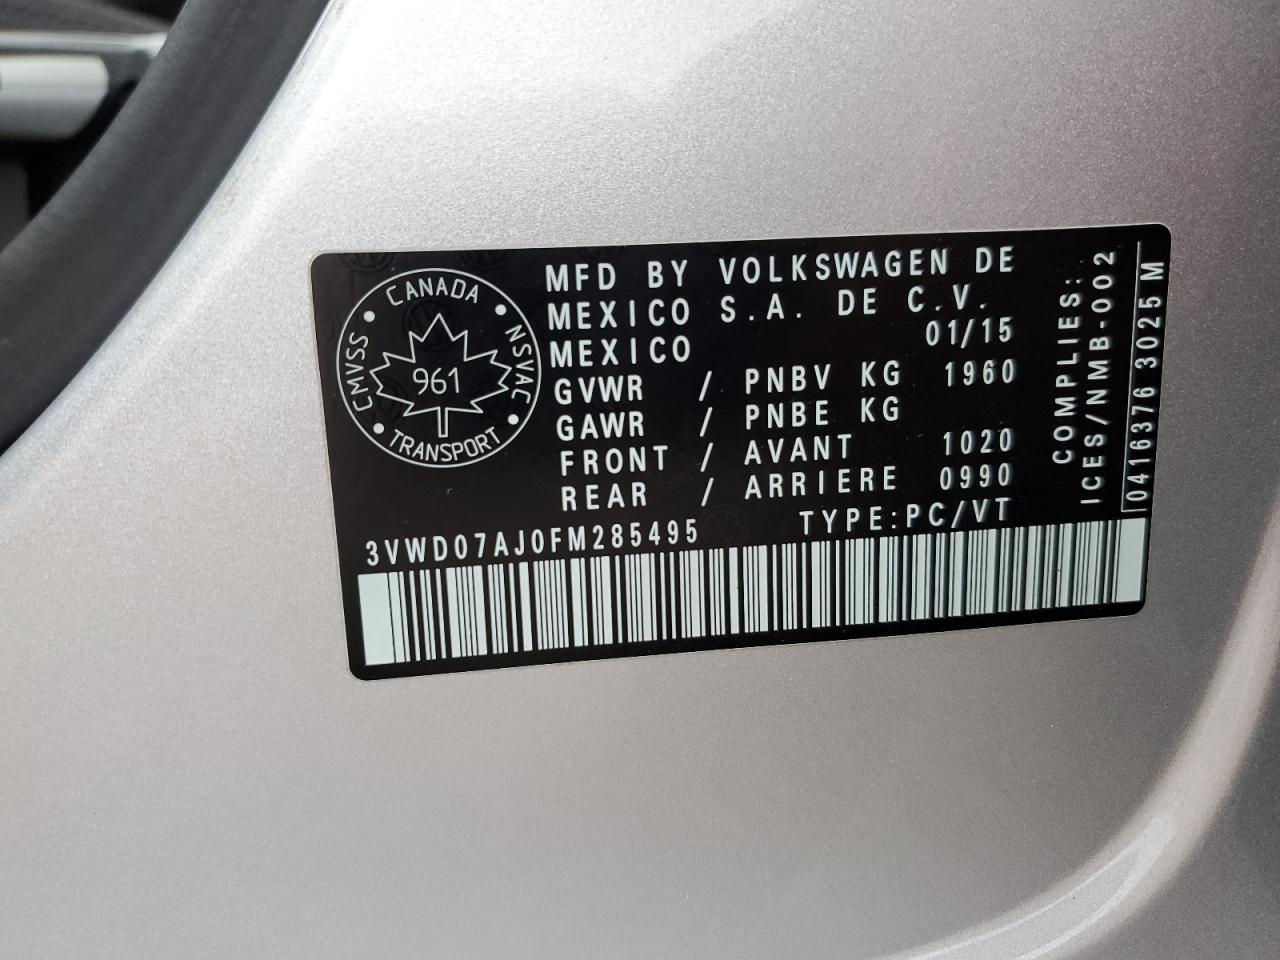 MFD BY VOLKSWAGEN DE
MEXICO S.A. DE C.V.
MEXICO 01/15
GVWR / PNBV KG 1960
GAWR / PNBE KG
FRONT / AVANT 1020
REAR / ARRIERE 0990
TYPE:PC/VT
3VWD07AJ0FM285495
CANADA
CMVSS
NSVAC
961
TRANSPORT
COMPLIES:
ICES/NMB-002
0416376 3025 M